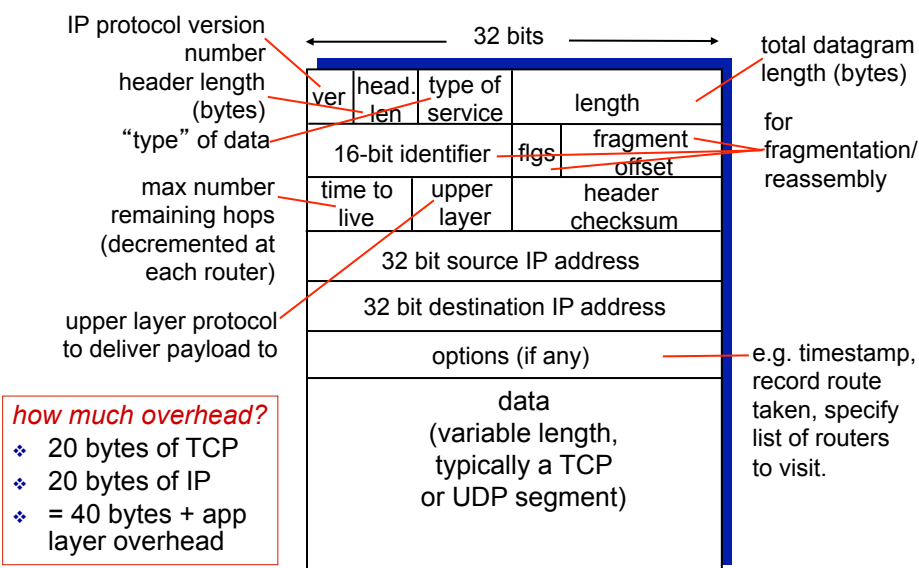 IP protocol version
number
header length
(bytes)
“type” of data
max number
remaining hops
(decremented at
each router)
upper layer protocol
to deliver payload to
how much overhead?
❖ 20 bytes of TCP
❖ 20 bytes of IP
❖ = 40 bytes + app
layer overhead
32 bits
ver
head.
len
type of
service
length
16-bit identifier
flgs
fragment
offset
time to
live
upper
layer
header
checksum
32 bit source IP address
32 bit destination IP address
options (if any)
data
(variable length,
typically a TCP
or UDP segment)
total datagram
length (bytes)
for
fragmentation/
reassembly
e.g. timestamp,
record route
taken, specify
list of routers
to visit.